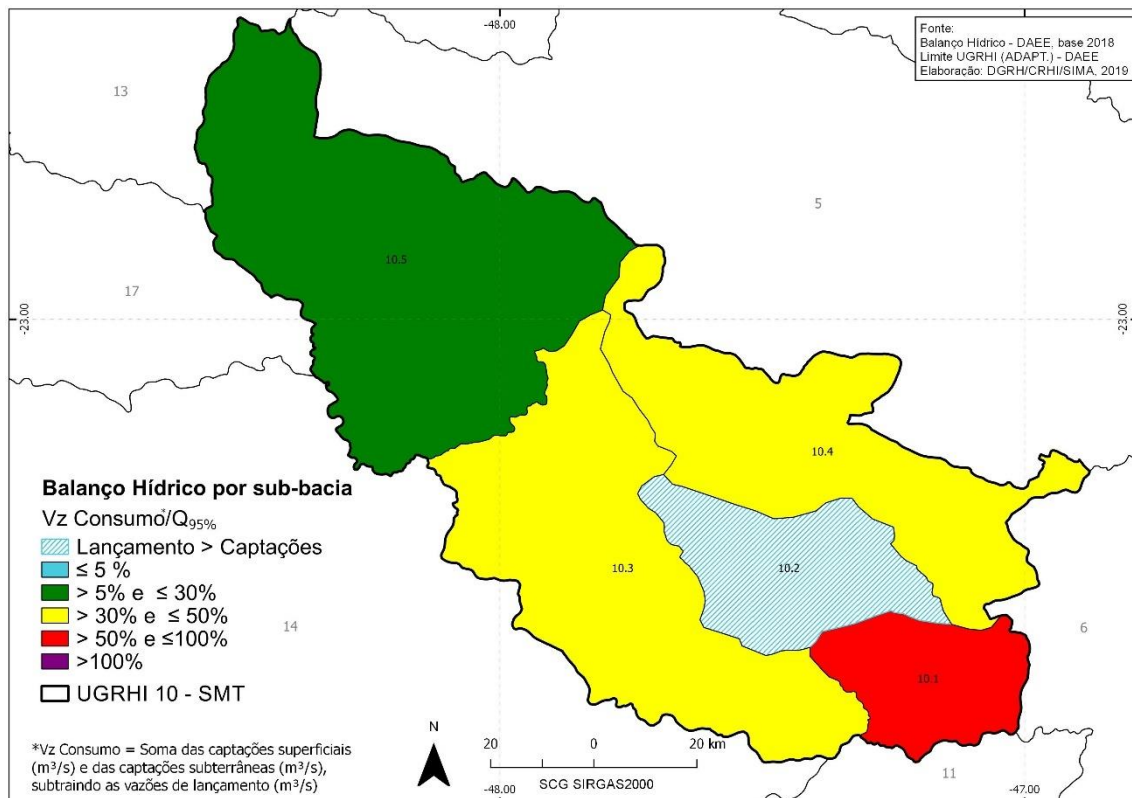 -48.00
Fonte:
Balanço Hídrico - DAEE, base 2018
Limite UGRHI (ADAPT.) - DAEE
Elaboração: DGRH/CRHI/SIMA, 2019
13
5
10.5
17
-23.00
-23.00
10.4
Balanço Hídrico por sub-bacia
Vz Consumo*/Q95%
Lançamento > Captações
≤ 5 %
> 5% e ≤ 30%
> 30% e ≤ 50%
> 50% e ≤100%
>100%
UGRHI 10 - SMT
10.3
10.2
14
6
10.1
*Vz Consumo = Soma das captações superficiais
(m³/s) e das captações subterrâneas (m³/s),
subtraindo as vazões de lançamento (m³/s)
N
20 0 20 km
SCG SIRGAS2000
11
-48.00
-47.00